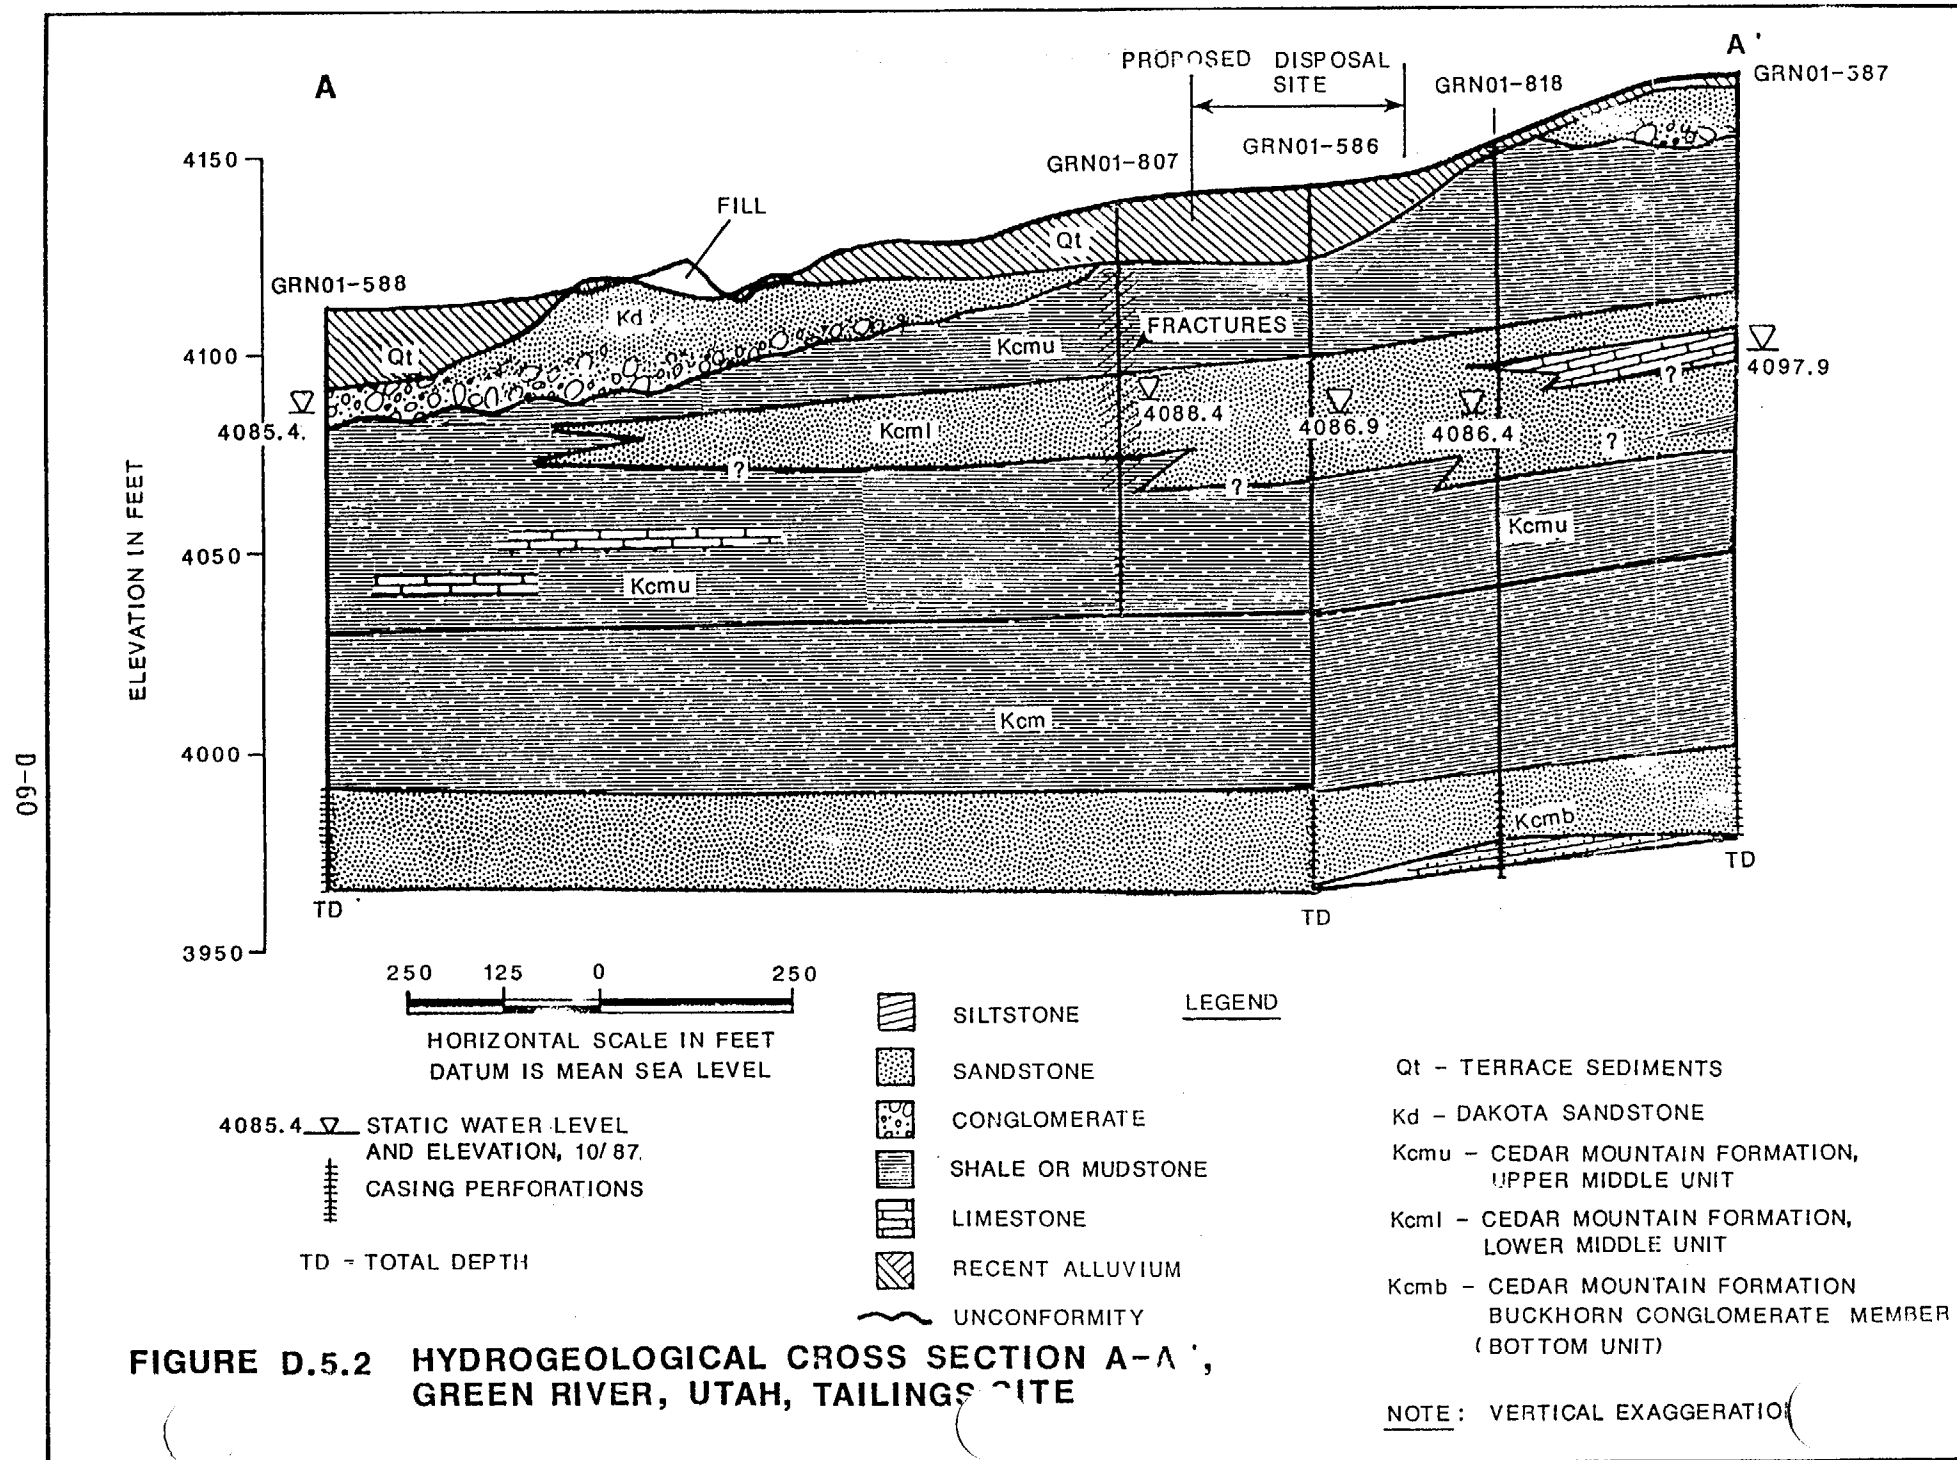 A
A'
PROPOSED DISPOSAL
SITE
GRN01-818
GRN01-387
GRN01-586
GRN01-807
4150
FILL
Qt
GRN01-588
Kd
FRACTURES
Kcmu
4100
Qt
4097.9
4088.4
4085.4
Kcml
4086.9
4086.4
?
?
?
?
ELEVATION IN FEET
Kcmu
4050
Kcmu
Kcm
4000
D-60
Kcmb
TD
TD
TD
3950
250 125 0 250
HORIZONTAL SCALE IN FEET
DATUM IS MEAN SEA LEVEL
4085.4 STATIC WATER LEVEL
AND ELEVATION, 10/87.
CASING PERFORATIONS
TD - TOTAL DEPTH
LEGEND
SILTSTONE
SANDSTONE
CONGLOMERATE
SHALE OR MUDSTONE
LIMESTONE
RECENT ALLUVIUM
UNCONFORMITY
Qt - TERRACE SEDIMENTS
Kd - DAKOTA SANDSTONE
Kcmu - CEDAR MOUNTAIN FORMATION,
UPPER MIDDLE UNIT
Kcml - CEDAR MOUNTAIN FORMATION,
LOWER MIDDLE UNIT
Kcmb - CEDAR MOUNTAIN FORMATION
BUCKHORN CONGLOMERATE MEMBER
(BOTTOM UNIT)
FIGURE D.5.2 HYDROGEOLOGICAL CROSS SECTION A-A',
GREEN RIVER, UTAH, TAILINGS SITE
NOTE: VERTICAL EXAGGERATIO